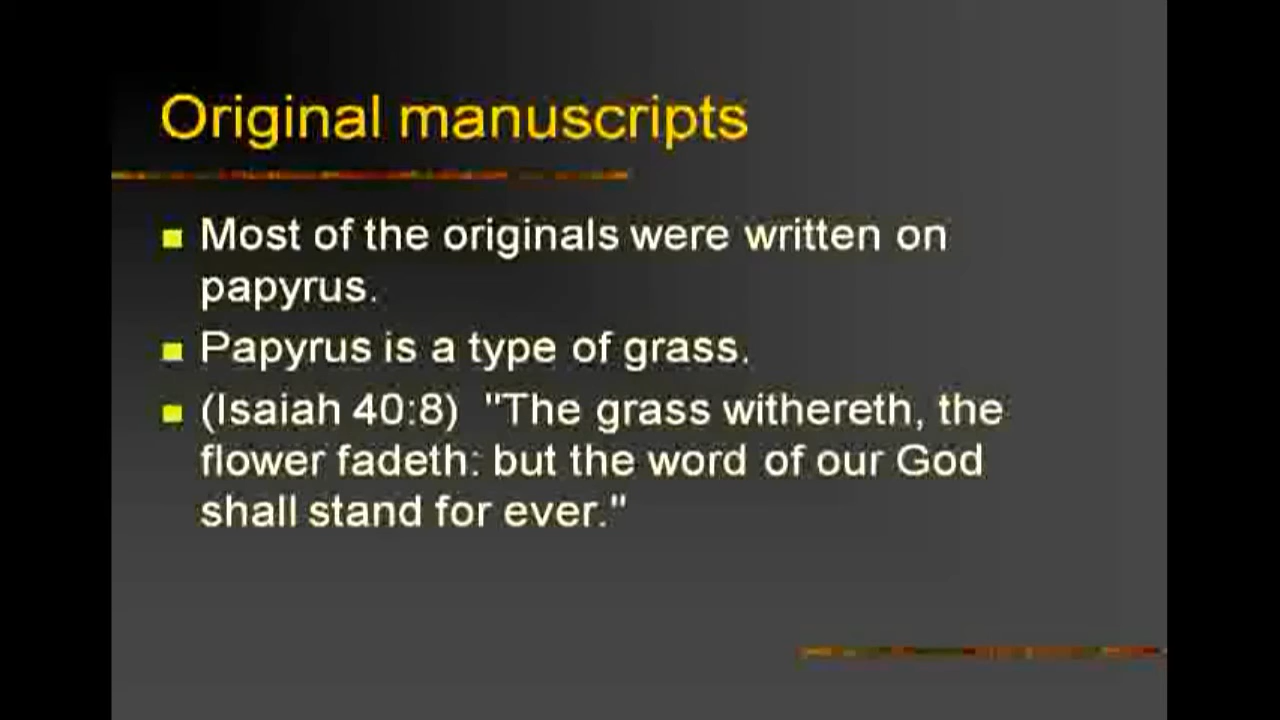 Original manuscripts
Most of the originals were written on
papyrus.
Papyrus is a type of grass.
(Isaiah 40:8)  "The grass withereth, the
flower fadeth: but the word of our God
shall stand for ever."